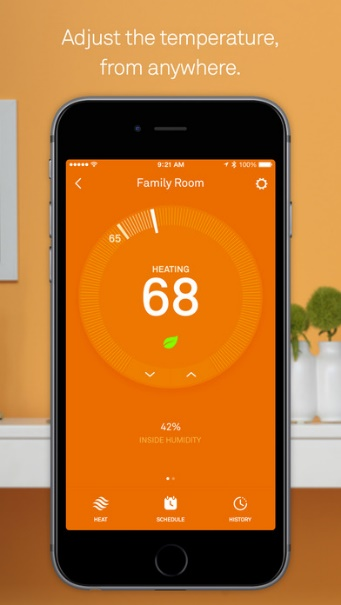 Adjust the temperature,
from anywhere.
9:21 AM
100%
Family Room
65
HEATING
68
42%
INSIDE HUMIDITY
HEAT
SCHEDULE
HISTORY